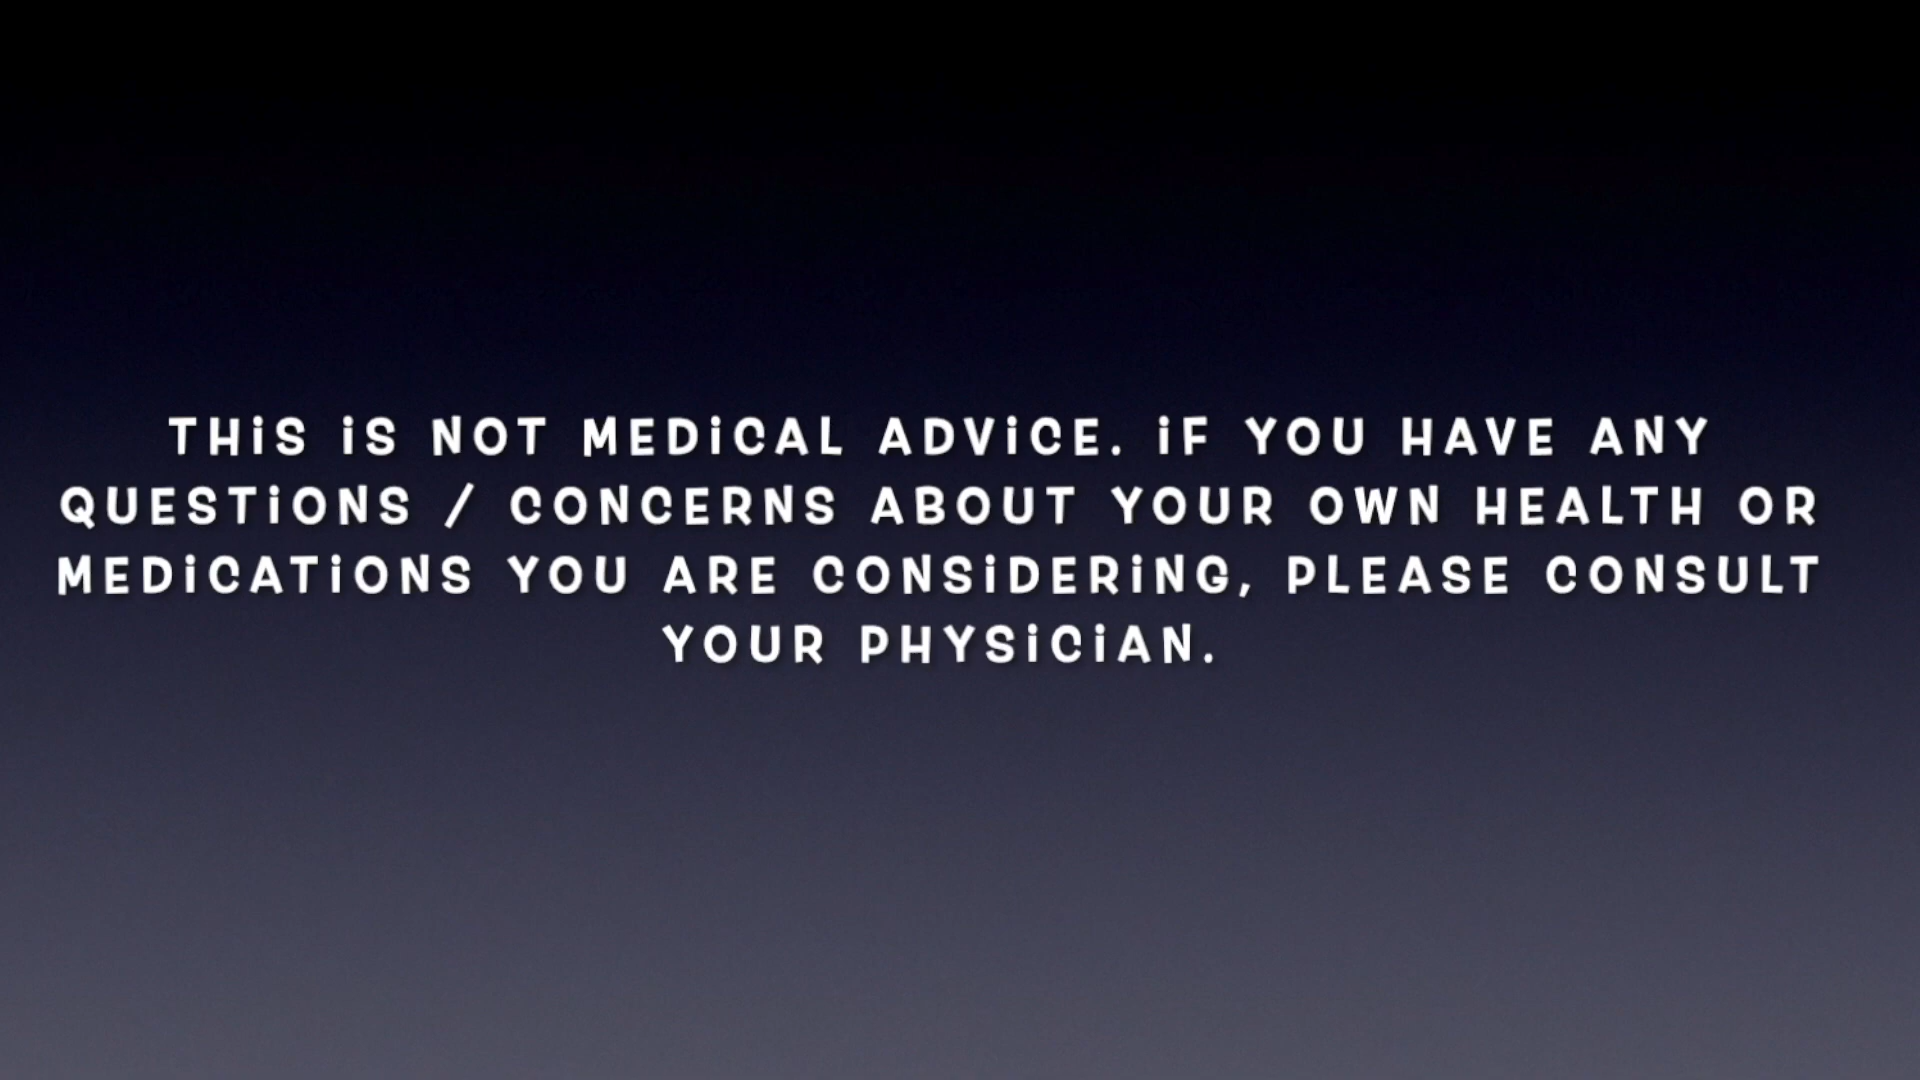 THiS iS NOT MEDiCAL ADViCE. iF YOU HAVE ANY
QUESTiONS / CONCERNS ABOUT YOUR OWN HEALTH OR
MEDiCATiONS YOU ARE CONSiDERiNG, PLEASE CONSULT
YOUR PHYSiCiAN.